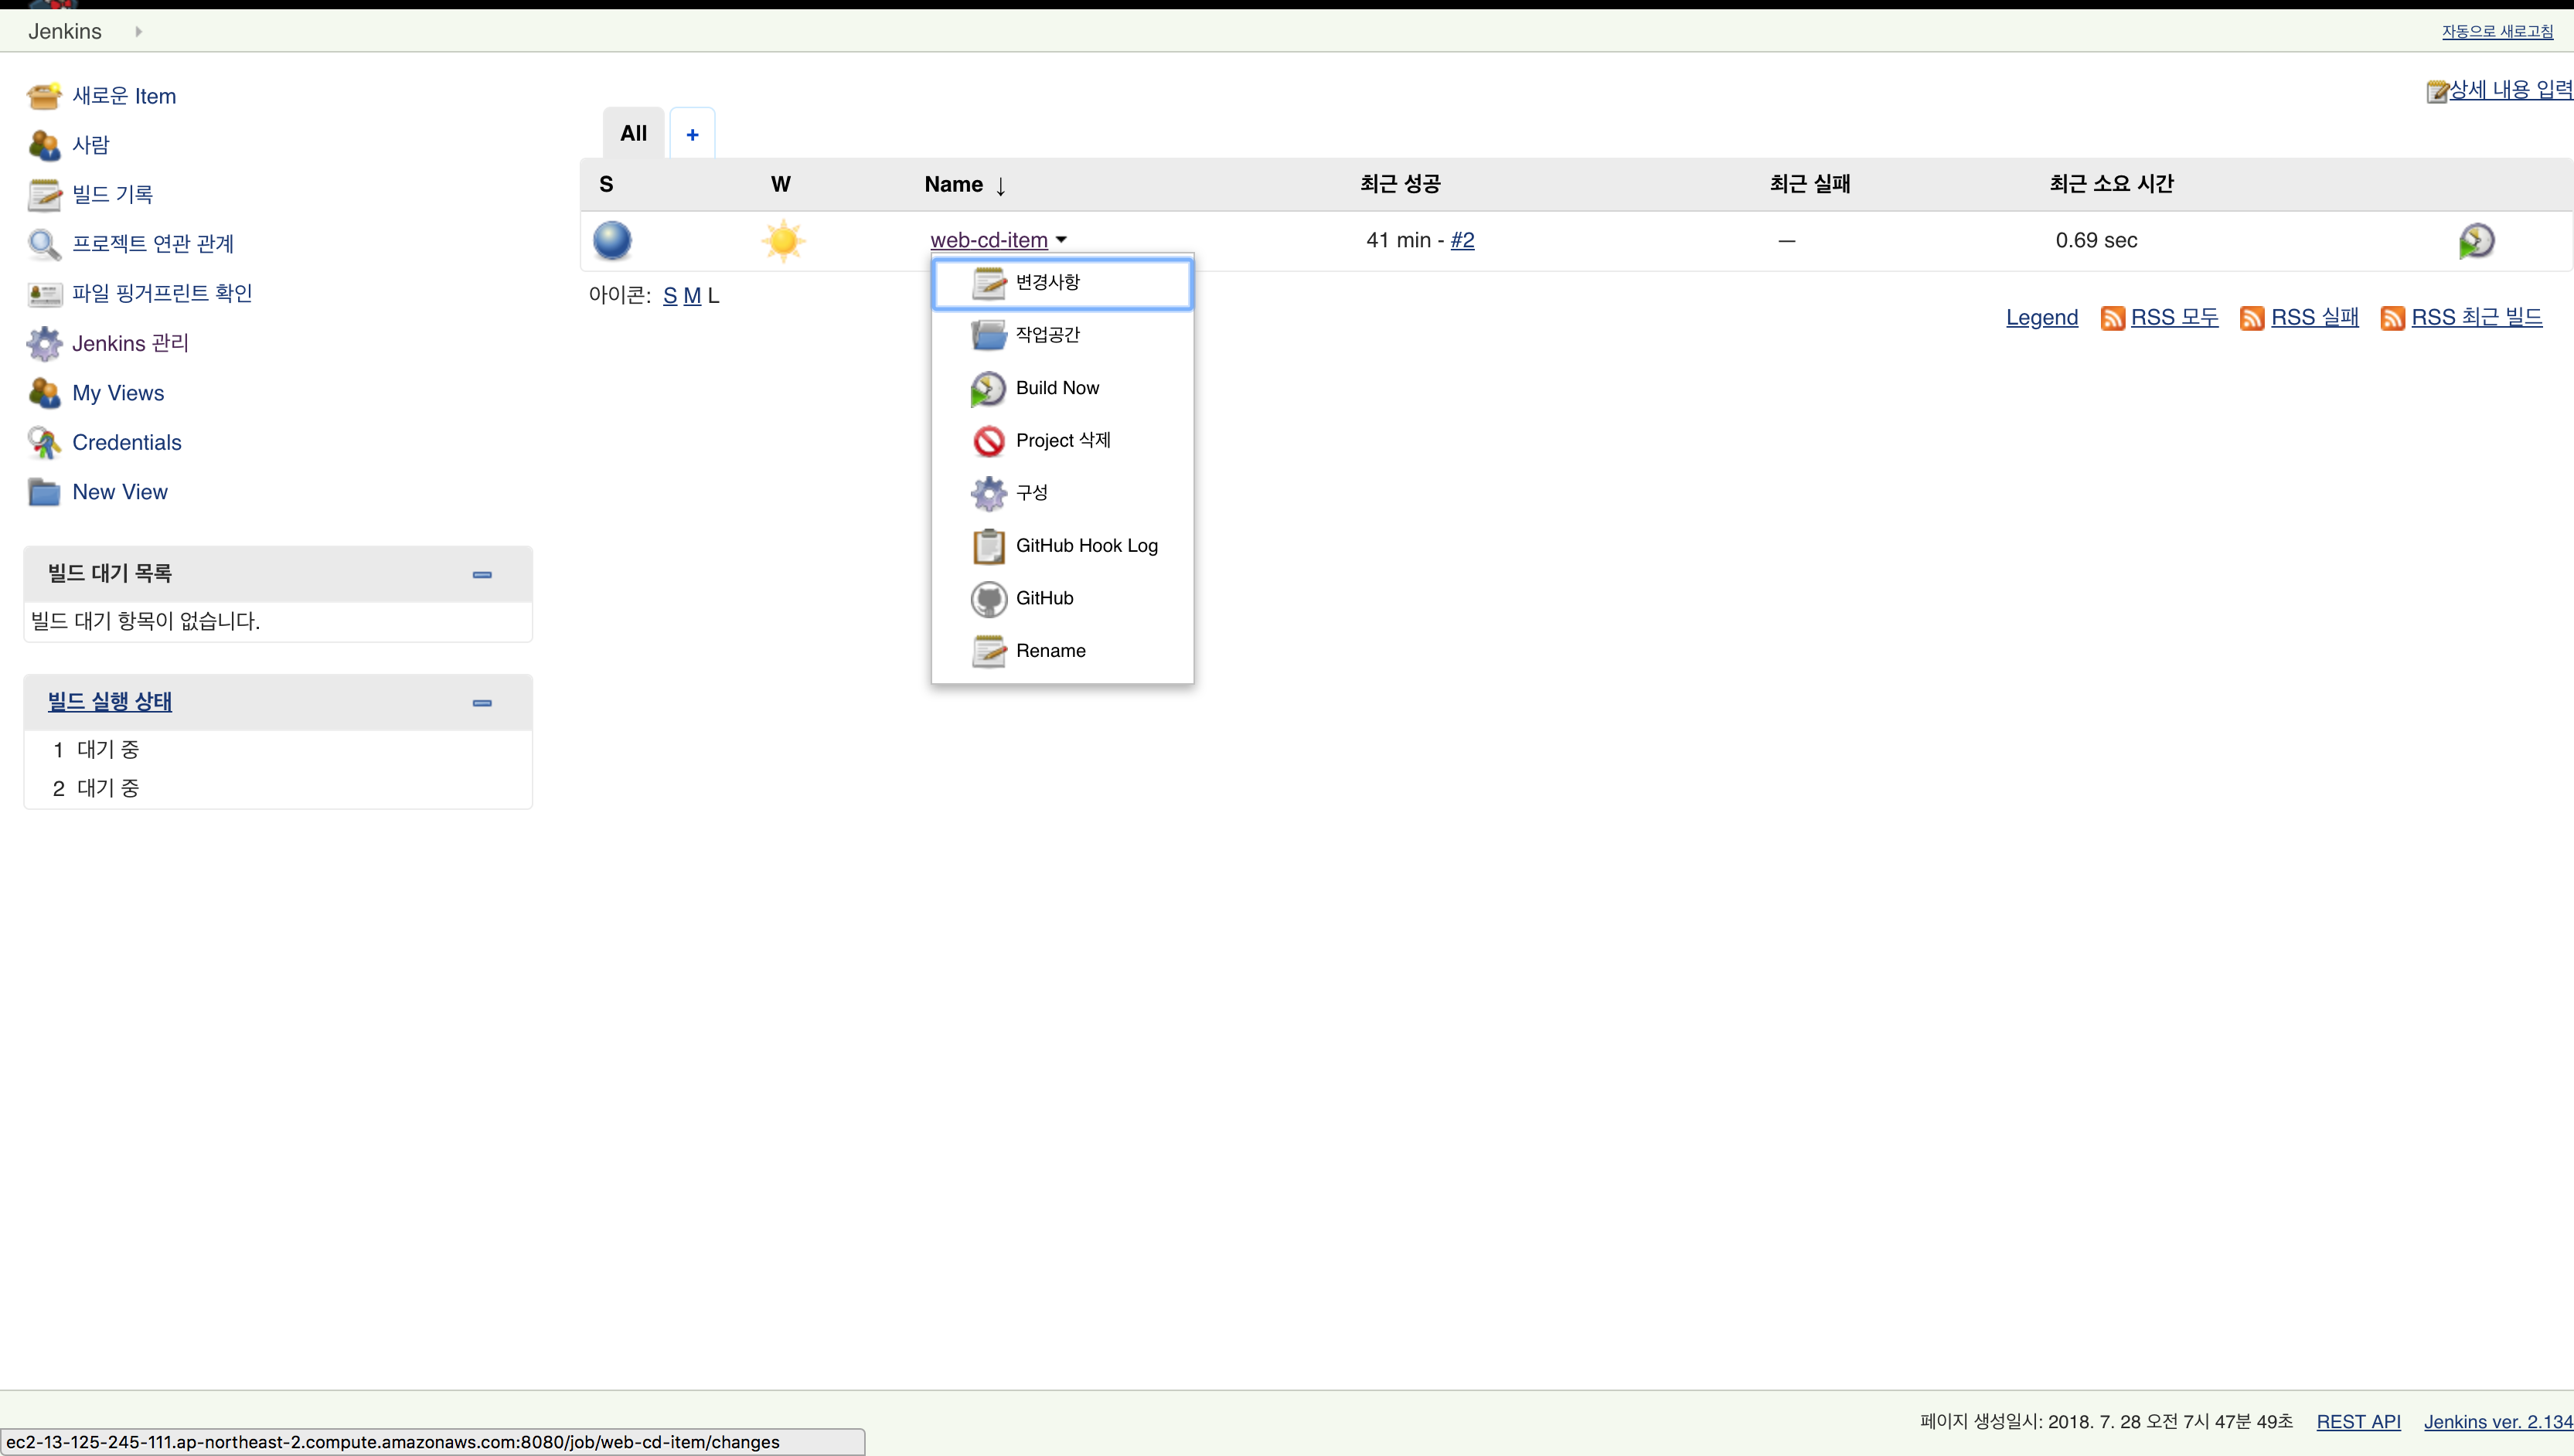 Jenkins
자동으로 새로고침
새로운 Item
사람
빌드 기록
프로젝트 연관 관계
파일 핑거프린트 확인
Jenkins 관리
My Views
Credentials
New View
빌드 대기 목록
빌드 대기 항목이 없습니다.
빌드 실행 상태
1 대기 중
2 대기 중
상세 내용 입력
All +
S W Name ↓ 최근 성공 최근 실패 최근 소요 시간
web-cd-item 41 min - #2 — 0.69 sec
변경사항
작업공간
Build Now
Project 삭제
구성
GitHub Hook Log
GitHub
Rename
아이콘: S M L
Legend RSS 모두 RSS 실패 RSS 최근 빌드
페이지 생성일시: 2018. 7. 28 오전 7시 47분 49초 REST API Jenkins ver. 2.134
ec2-13-125-245-111.ap-northeast-2.compute.amazonaws.com:8080/job/web-cd-item/changes